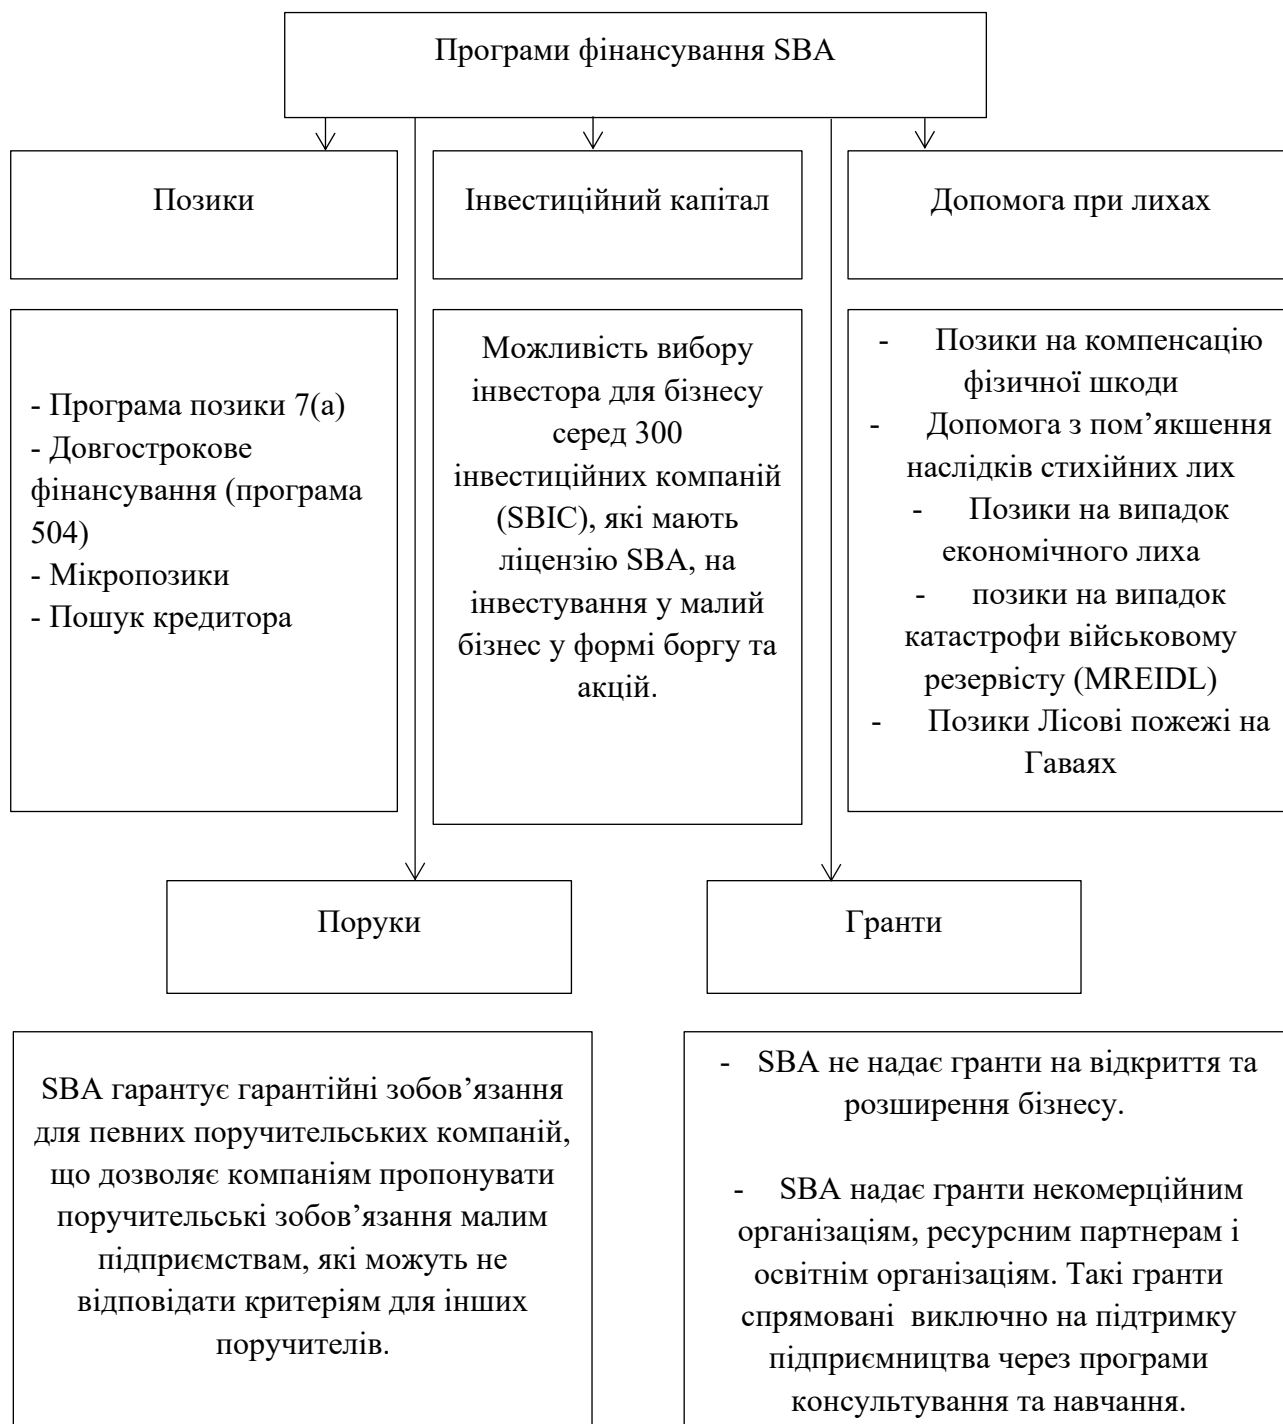 Програми фінансування SBA
Позики
Інвестиційний капітал
Допомога при лихах
- Програма позики 7(а)
- Довгострокове
фінансування (програма
504)
- Мікропозики
- Пошук кредитора
Можливість вибору
інвестора для бізнесу
серед 300
інвестиційних компаній
(SBIC), які мають
ліцензію SBA, на
інвестування у малий
бізнес у формі боргу та
акцій.
- Позики на компенсацію
фізичної шкоди
- Допомога з пом’якшення
наслідків стихійних лих
- Позики на випадок
економічного лиха
- позики на випадок
катастрофи військовому
резервісту (MREIDL)
- Позики Лісові пожежі на
Гаваях
Поруки
Гранти
SBA гарантує гарантійні зобов’язання
для певних поручительських компаній,
що дозволяє компаніям пропонувати
поручительські зобов’язання малим
підприємствам, які можуть не
відповідати критеріям для інших
поручителів.
- SBA не надає гранти на відкриття та
розширення бізнесу.
- SBA надає гранти некомерційним
організаціям, ресурсним партнерам і
освітнім організаціям. Такі гранти
спрямовані виключно на підтримку
підприємництва через програми
консультування та навчання.